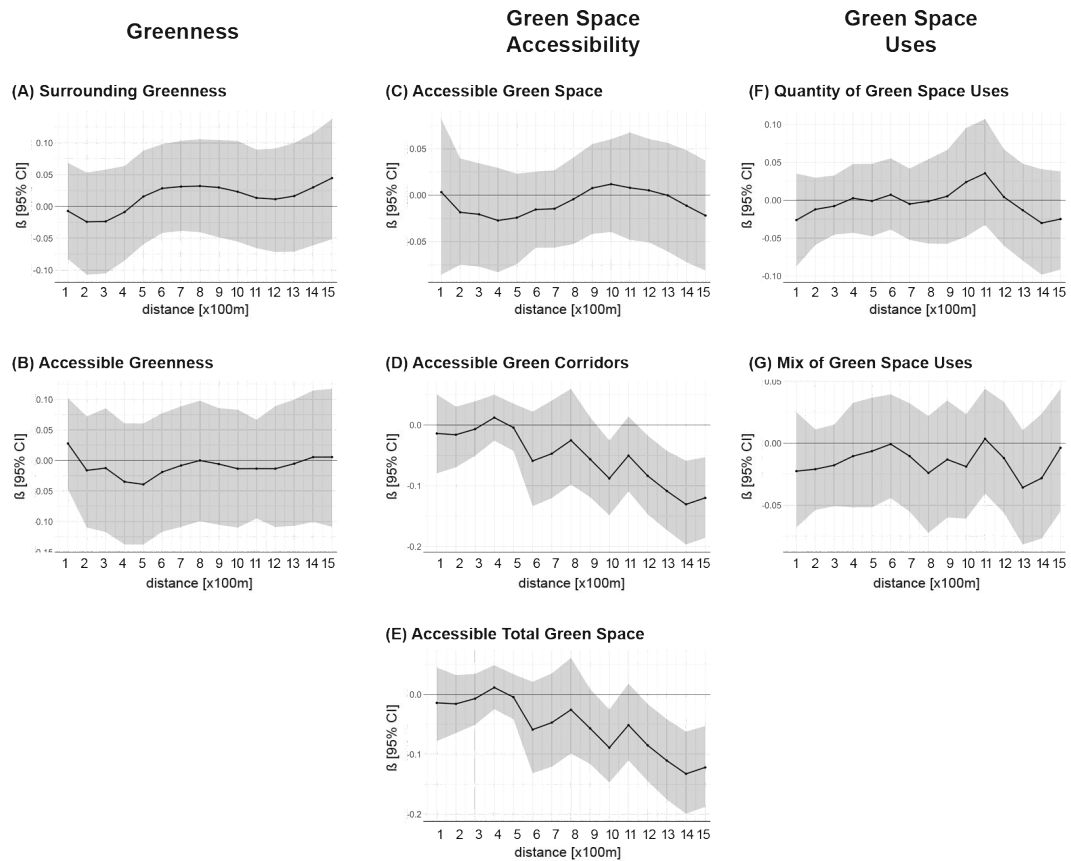 Greenness
Green Space
Accessibility
Green Space
Uses
(A) Surrounding Greenness
ß [95% CI]
0.10
0.05
0.00
-0.05
-0.10
1 2 3 4 5 6 7 8 9 10 11 12 13 14 15
distance [x100m]
(C) Accessible Green Space
ß [95% CI]
0.05
0.00
-0.05
1 2 3 4 5 6 7 8 9 10 11 12 13 14 15
distance [x100m]
(F) Quantity of Green Space Uses
ß [95% CI]
0.10
0.05
0.00
-0.05
-0.10
1 2 3 4 5 6 7 8 9 10 11 12 13 14 15
distance [x100m]
(B) Accessible Greenness
ß [95% CI]
0.10
0.05
0.00
0.05
0.10
1 2 3 4 5 6 7 8 9 10 11 12 13 14 15
distance [x100m]
(D) Accessible Green Corridors
ß [95% CI]
0.0
-0.1
-0.2
1 2 3 4 5 6 7 8 9 10 11 12 13 14 15
distance [x100m]
(G) Mix of Green Space Uses
ß [95% CI]
0.05
0.00
-0.05
1 2 3 4 5 6 7 8 9 10 11 12 13 14 15
distance [x100m]
(E) Accessible Total Green Space
ß [95% CI]
0.0
-0.1
-0.2
1 2 3 4 5 6 7 8 9 10 11 12 13 14 15
distance [x100m]